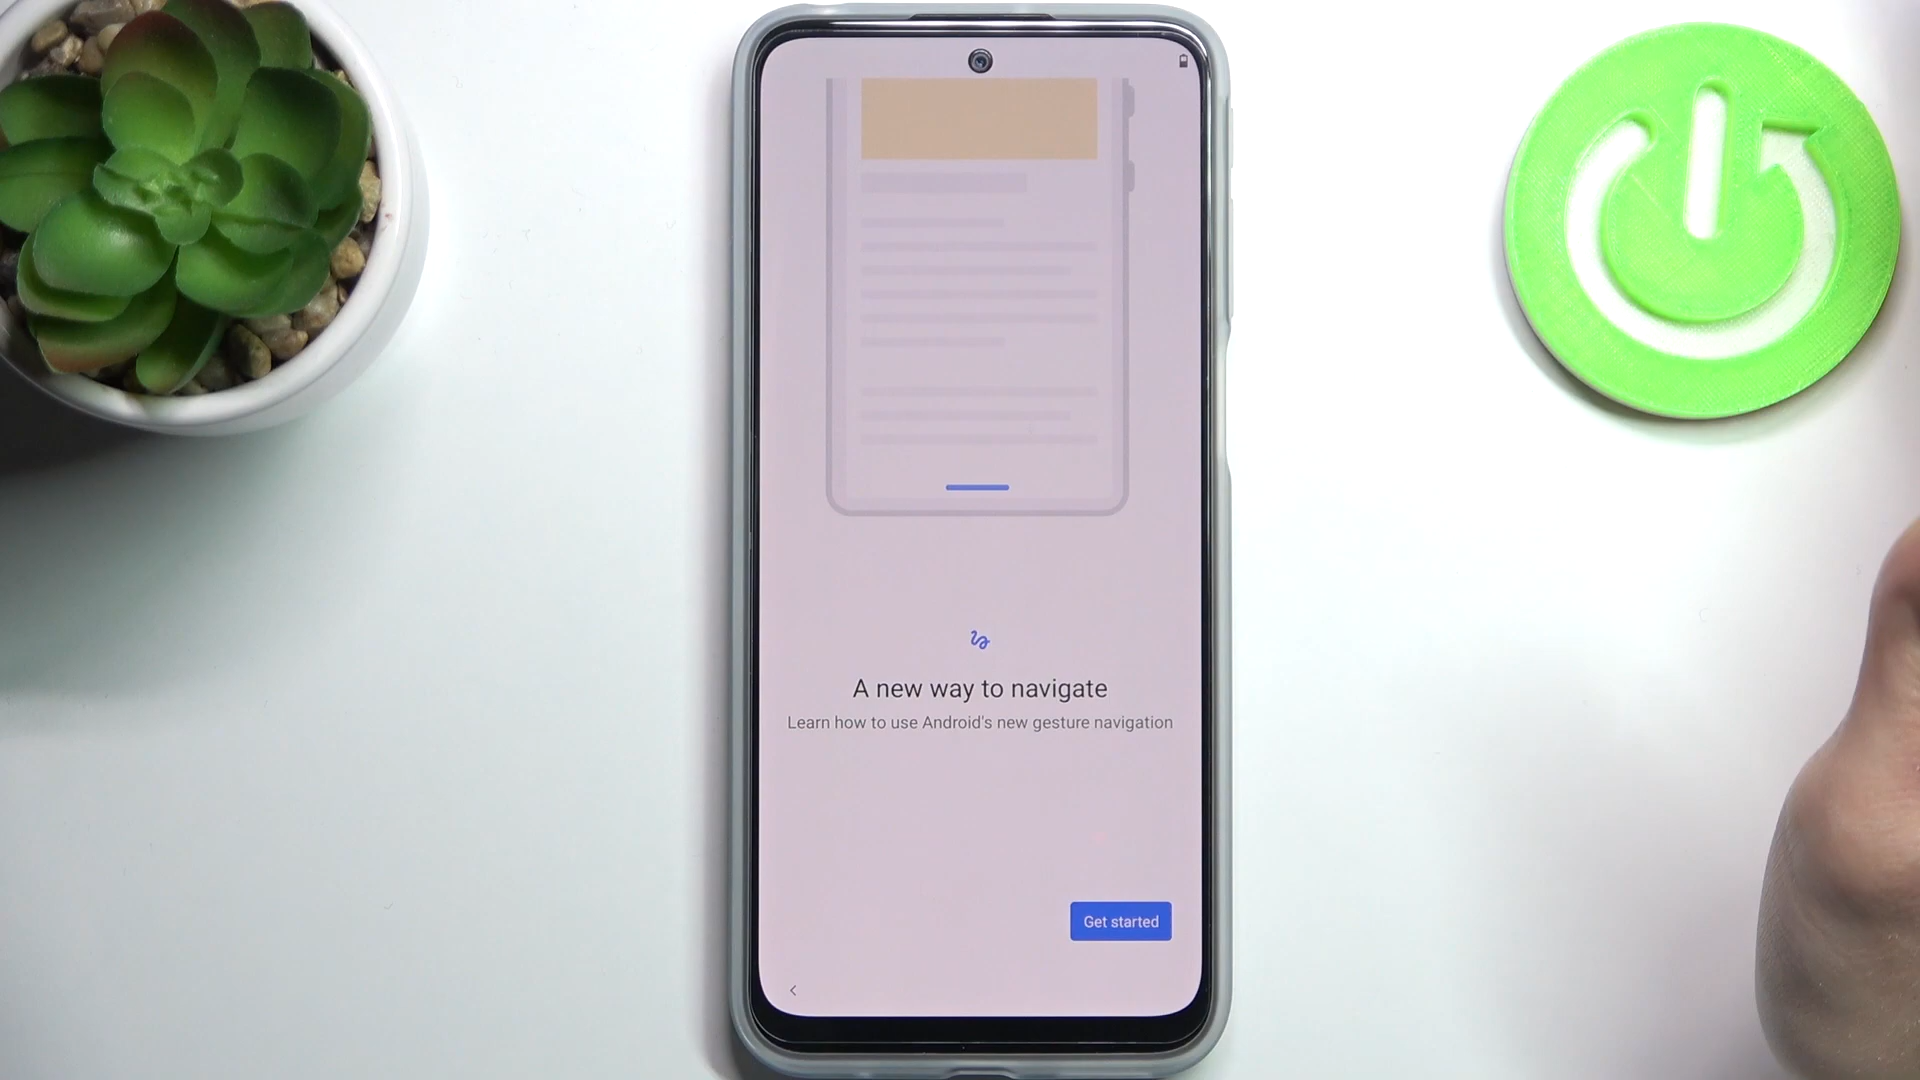 A new way to navigate
Learn how to use Android's new gesture navigation
Get started